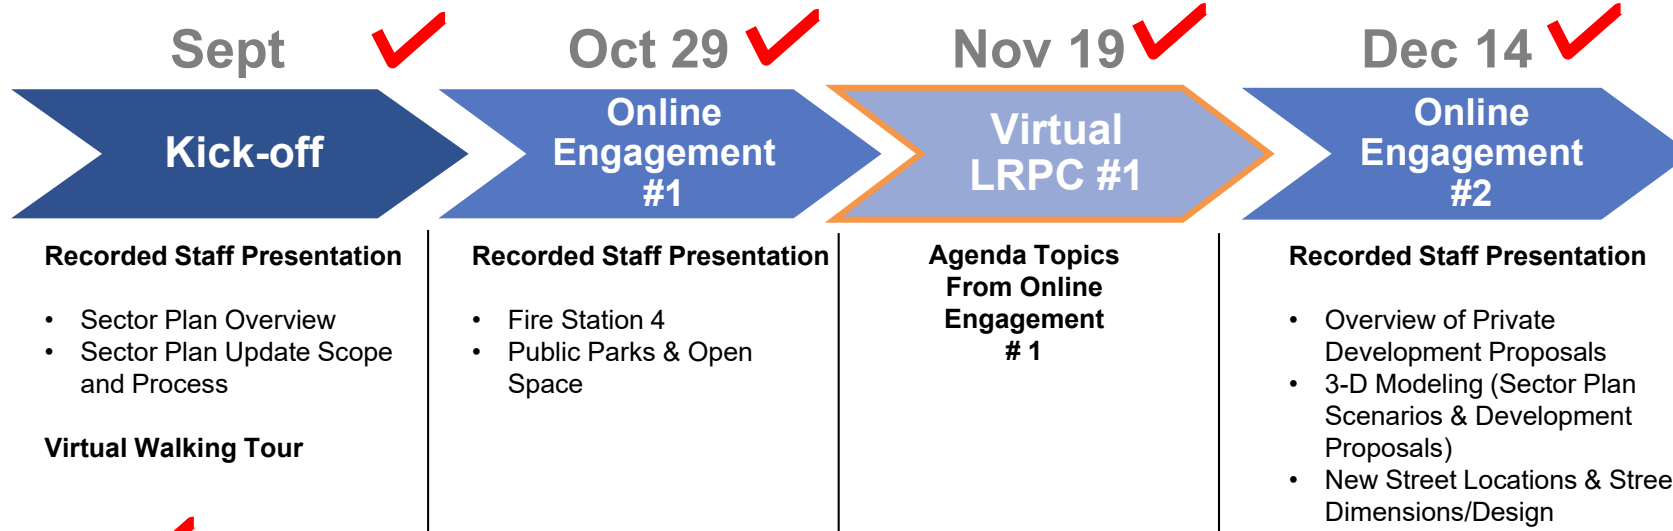 Sept
Oct 29
Nov 19
Dec 14
Kick-off
Online
Engagement
#1
Virtual
LRPC #1
Online
Engagement
#2
Recorded Staff Presentation
• Sector Plan Overview
• Sector Plan Update Scope
and Process
Virtual Walking Tour
Recorded Staff Presentation
• Fire Station 4
• Public Parks & Open
Space
Agenda Topics
From Online
Engagement
# 1
Recorded Staff Presentation
• Overview of Private
Development Proposals
• 3-D Modeling (Sector Plan
Scenarios & Development
Proposals)
• New Street Locations & Stree
Dimensions/Design